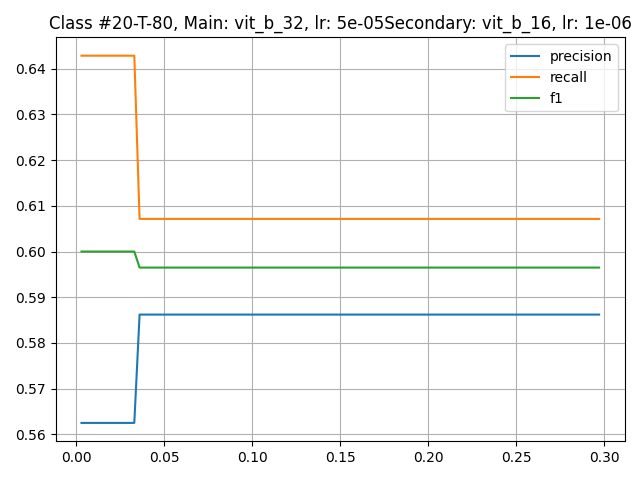 Class #20-T-80, Main: vit_b_32, lr: 5e-05Secondary: vit_b_16, lr: 1e-06
precision
recall
f1
0.64
0.63
0.62
0.61
0.60
0.59
0.58
0.57
0.56
0.00 0.05 0.10 0.15 0.20 0.25 0.30